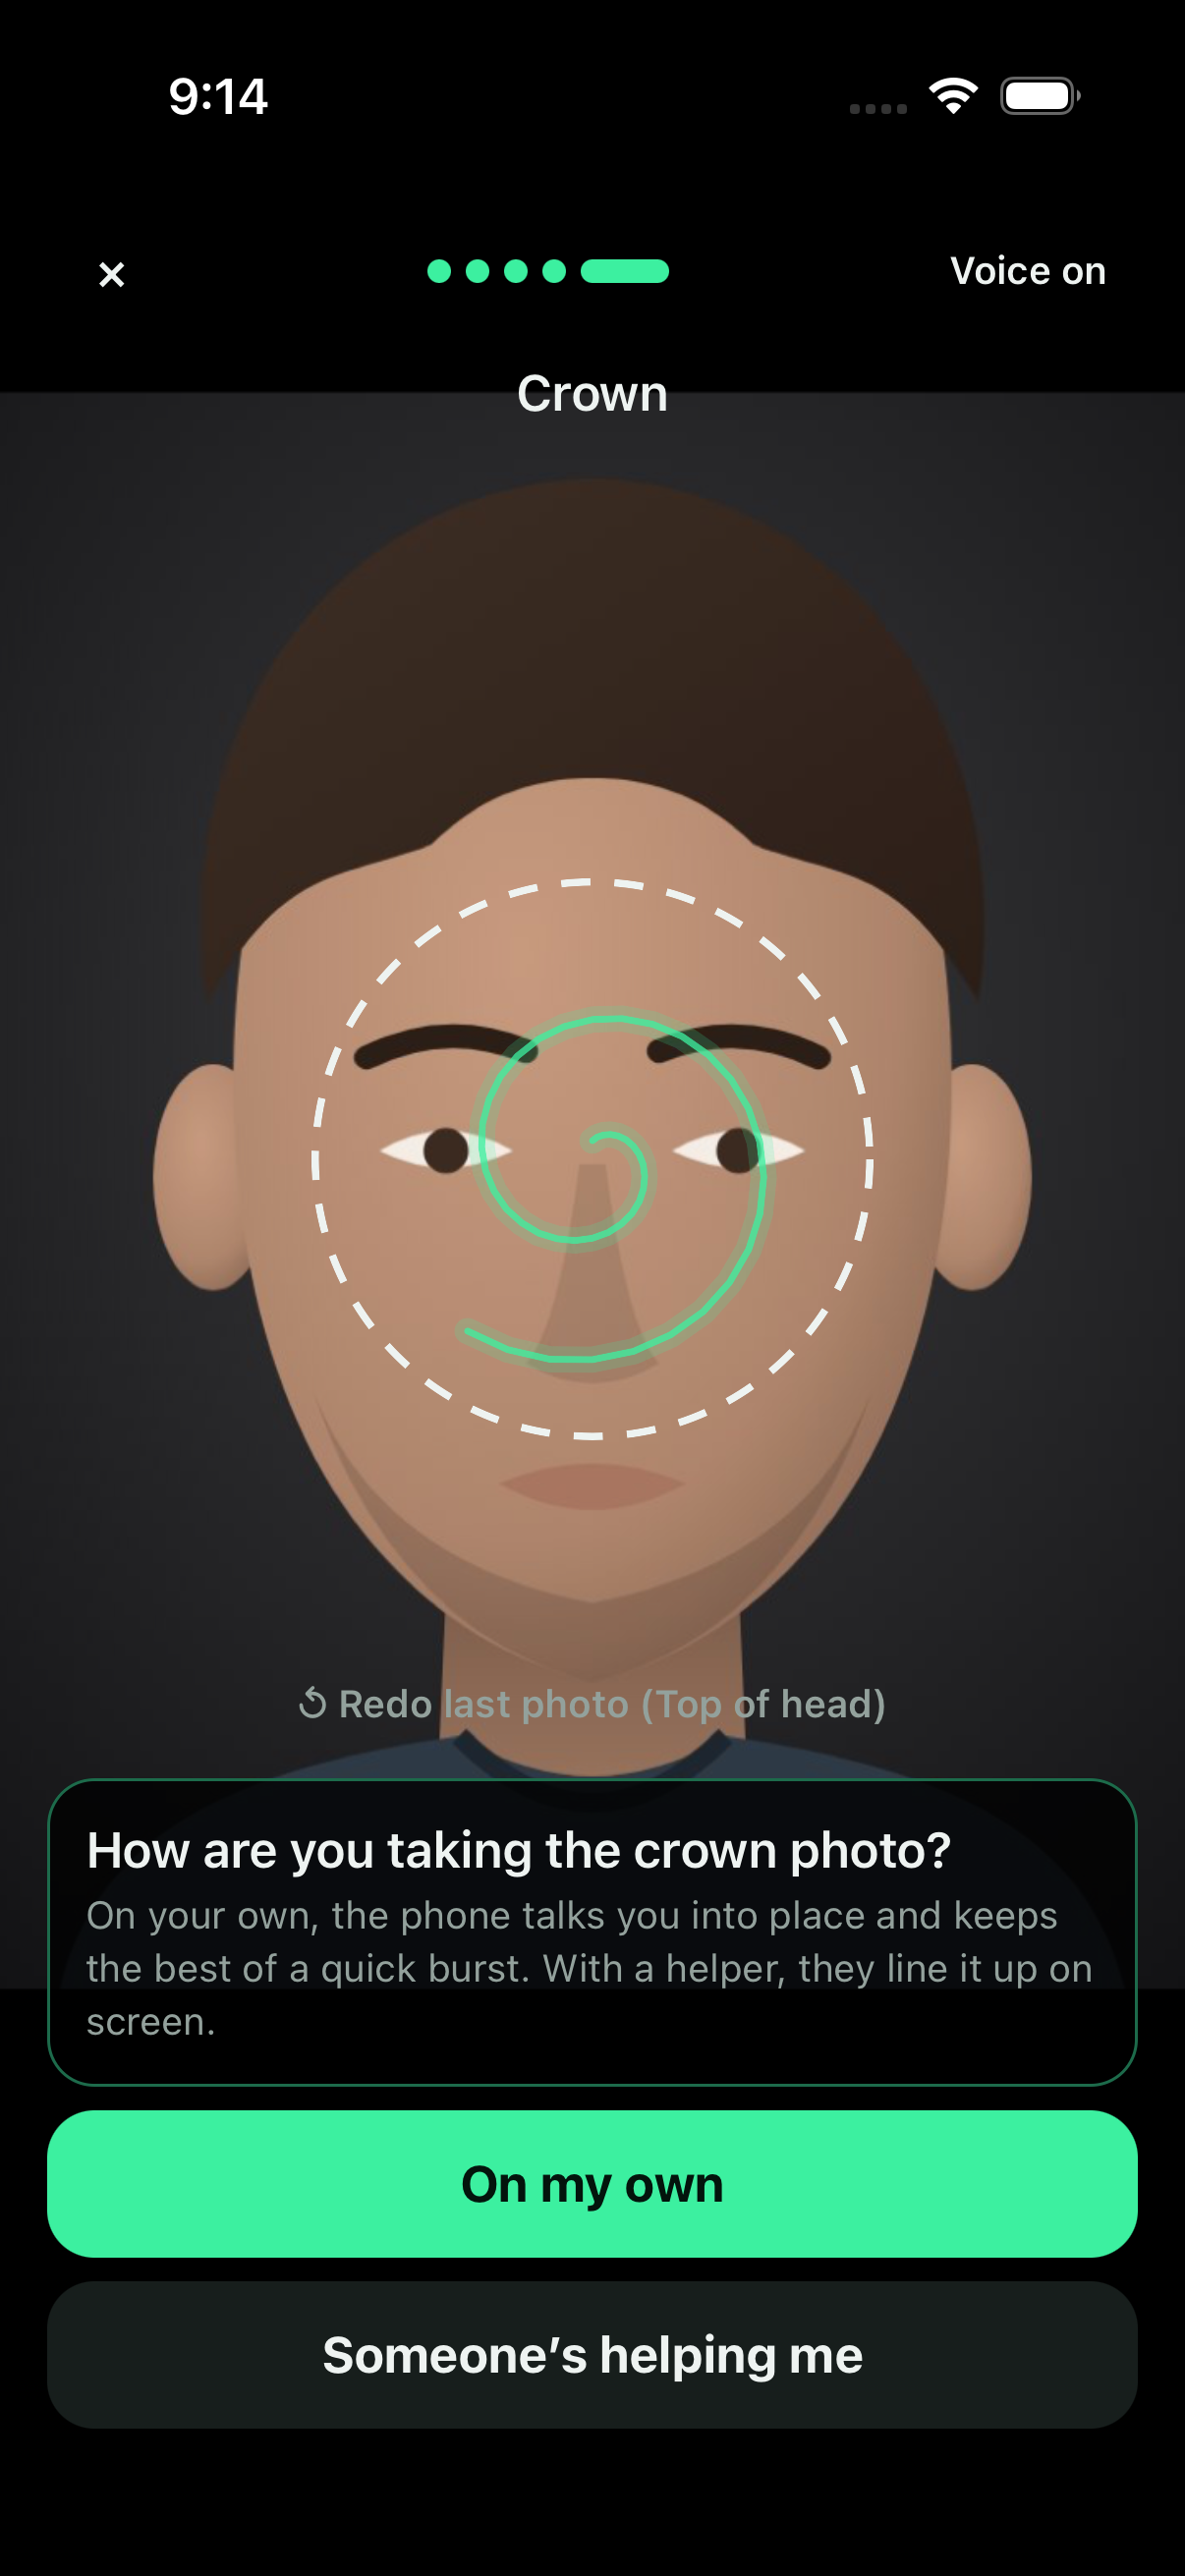 9:14
× Voice on
Crown
Redo last photo (Top of head)
How are you taking the crown photo?
On your own, the phone talks you into place and keeps
the best of a quick burst. With a helper, they line it up on
screen.
On my own
Someone’s helping me